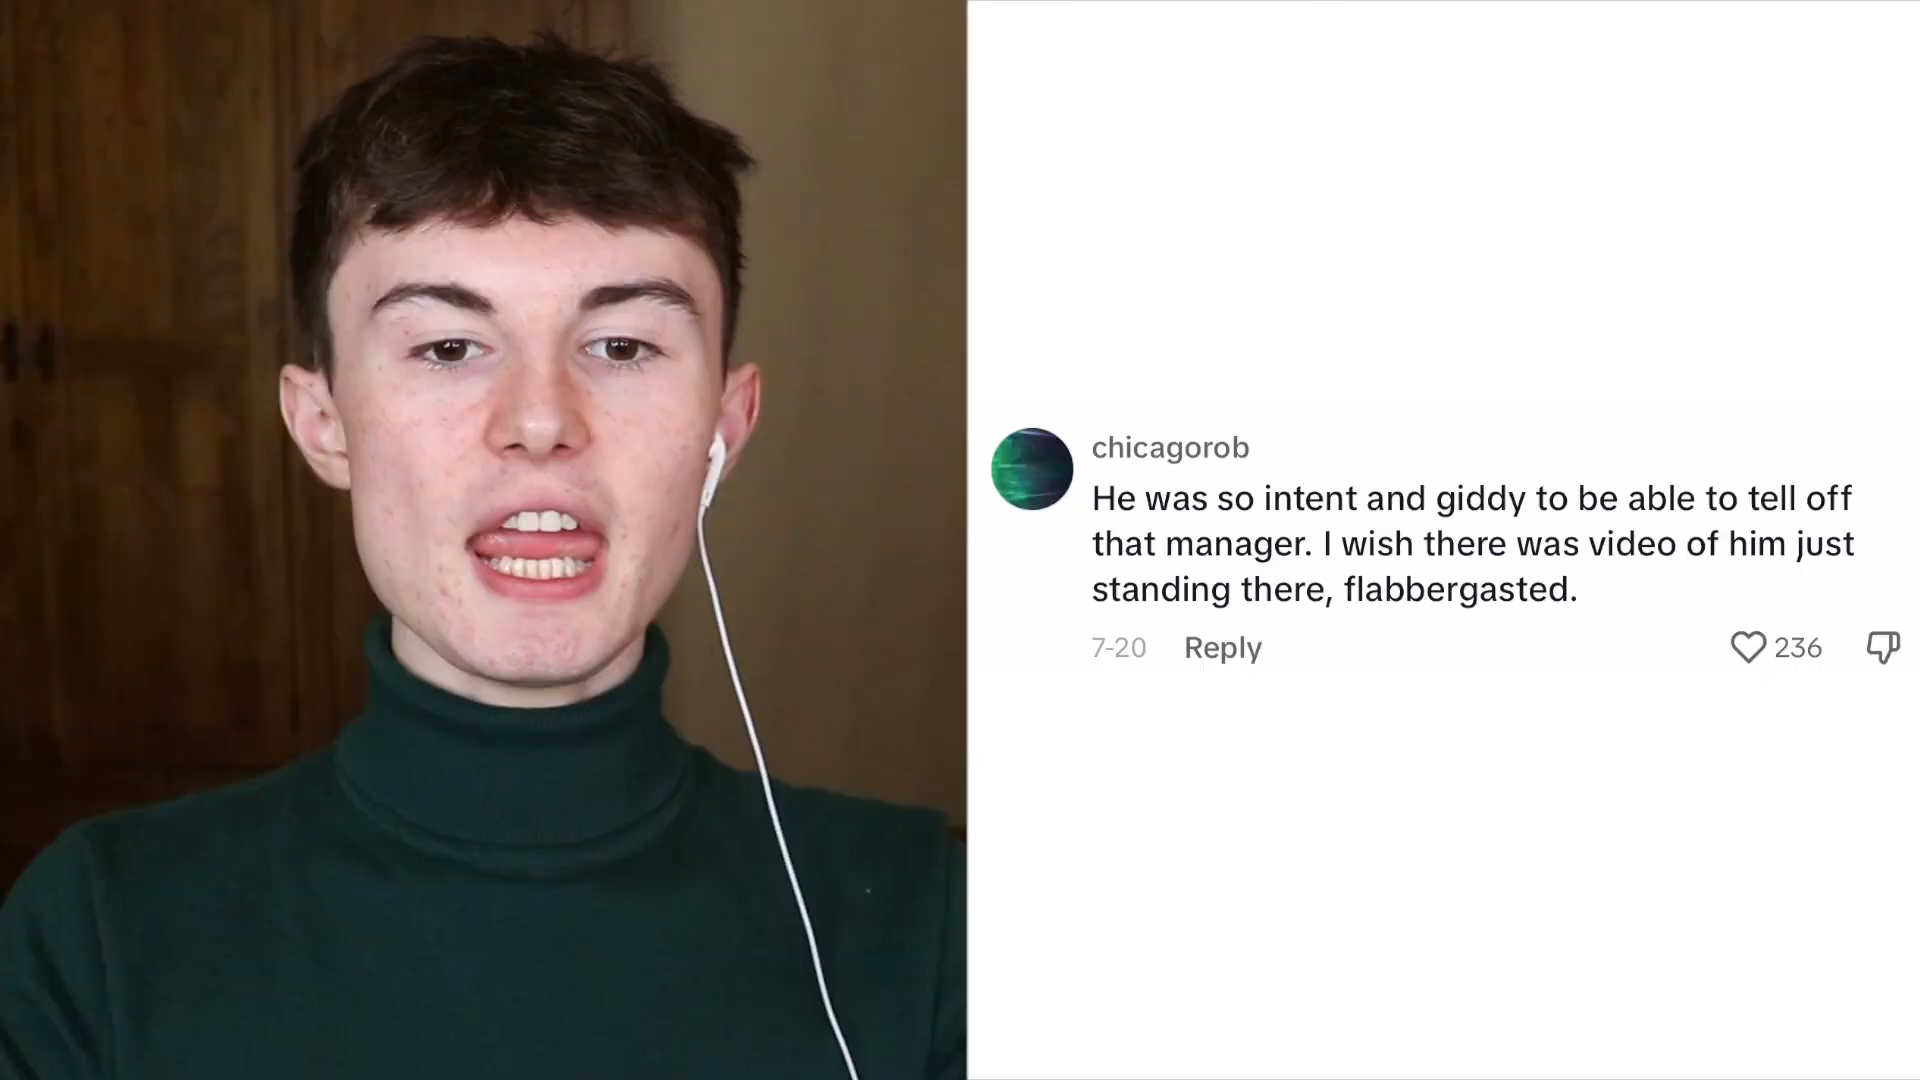 chicagorob
He was so intent and giddy to be able to tell off
that manager. I wish there was video of him just
standing there, flabbergasted.
7-20 Reply 236